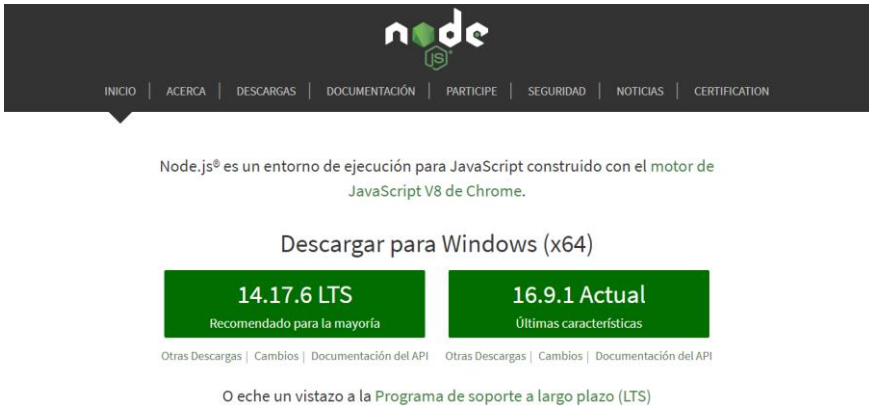 node
JS
INICIO | ACERCA | DESCARGAS | DOCUMENTACIÓN | PARTICIPE | SEGURIDAD | NOTICIAS | CERTIFICATION
Node.js® es un entorno de ejecución para JavaScript construido con el motor de
JavaScript V8 de Chrome.
Descargar para Windows (x64)
14.17.6 LTS
Recomendado para la mayoría
16.9.1 Actual
Últimas características
Otras Descargas | Cambios | Documentación del API
Otras Descargas | Cambios | Documentación del API
O eche un vistazo a la Programa de soporte a largo plazo (LTS)